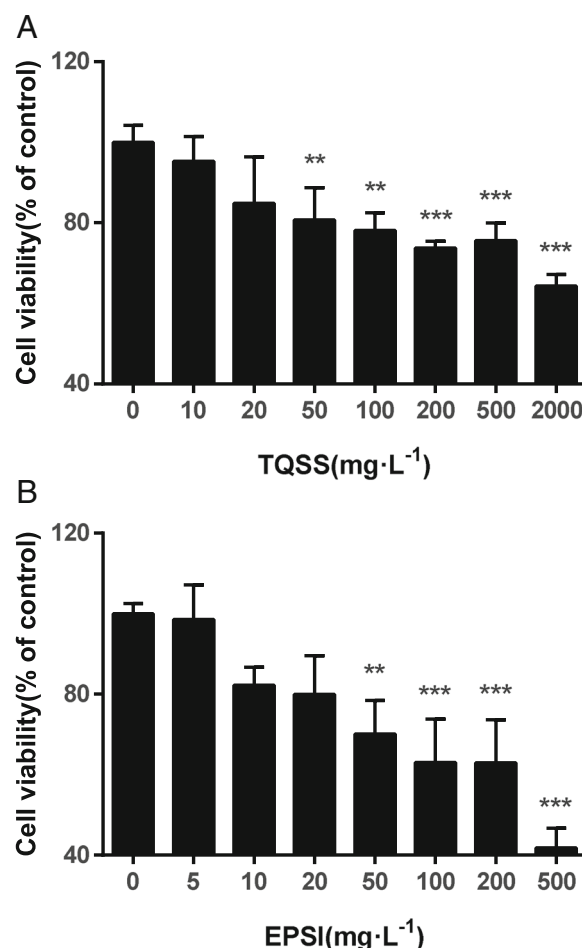 A
Cell viability(% of control)
120
80
40
** ** *** *** ***
0 10 20 50 100 200 500 2000
TQSS(mg·L⁻¹)
B
Cell viability(% of control)
120
80
40
** *** *** ***
0 5 10 20 50 100 200 500
EPSI(mg·L⁻¹)